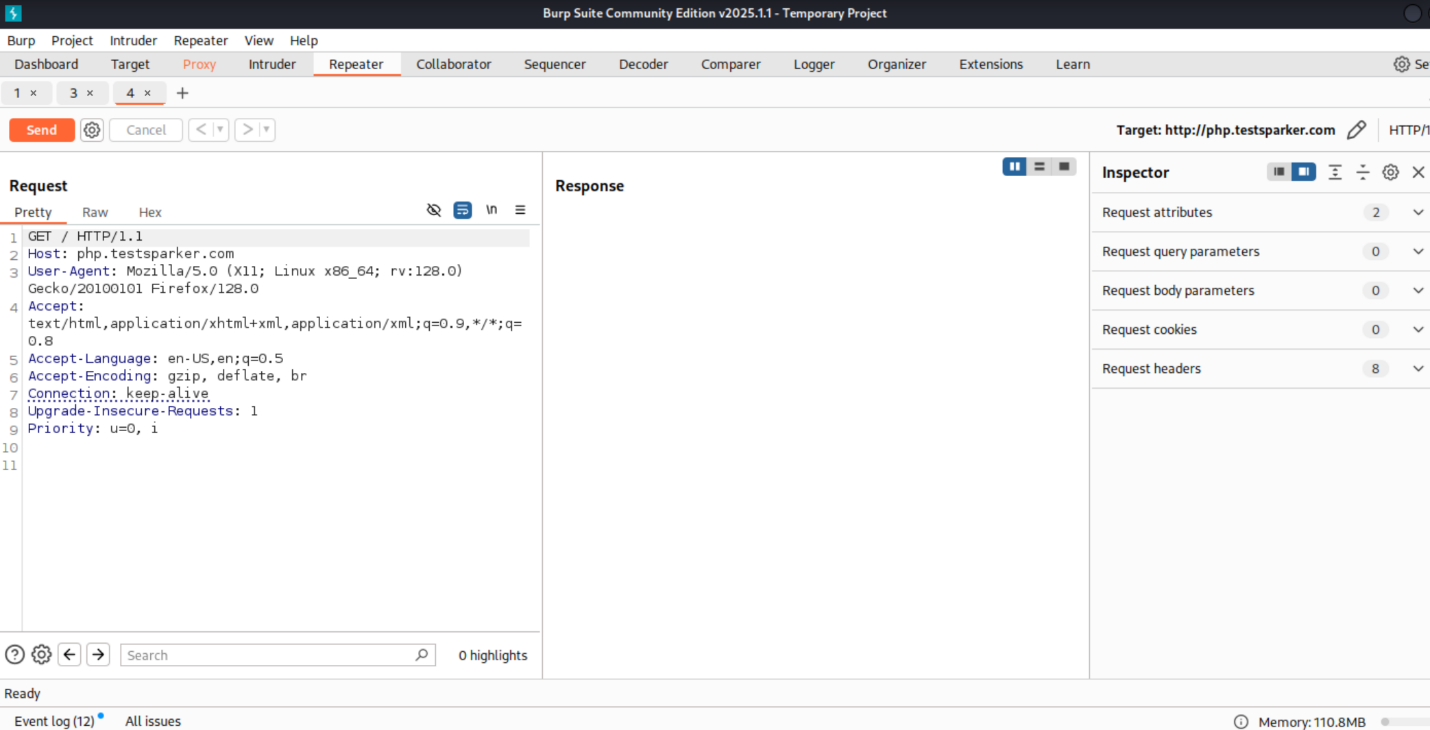 Burp Suite Community Edition v2025.1.1 - Temporary Project
Burp Project Intruder Repeater View Help
Dashboard Target Proxy Intruder Repeater Collaborator Sequencer Decoder Comparer Logger Organizer Extensions Learn Se
1 × 3 × 4 × +
Send Cancel < > Target: http://php.testsparker.com HTTP/1
Request
Pretty Raw Hex \n
1 GET / HTTP/1.1
2 Host: php.testsparker.com
3 User-Agent: Mozilla/5.0 (X11; Linux x86_64; rv:128.0)
Gecko/20100101 Firefox/128.0
4 Accept:
text/html,application/xhtml+xml,application/xml;q=0.9,*/*;q=
0.8
5 Accept-Language: en-US,en;q=0.5
6 Accept-Encoding: gzip, deflate, br
7 Connection: keep-alive
8 Upgrade-Insecure-Requests: 1
9 Priority: u=0, i
10
11
Search 0 highlights
Response
Inspector
Request attributes 2
Request query parameters 0
Request body parameters 0
Request cookies 0
Request headers 8
Ready
Event log (12) All issues Memory: 110.8MB